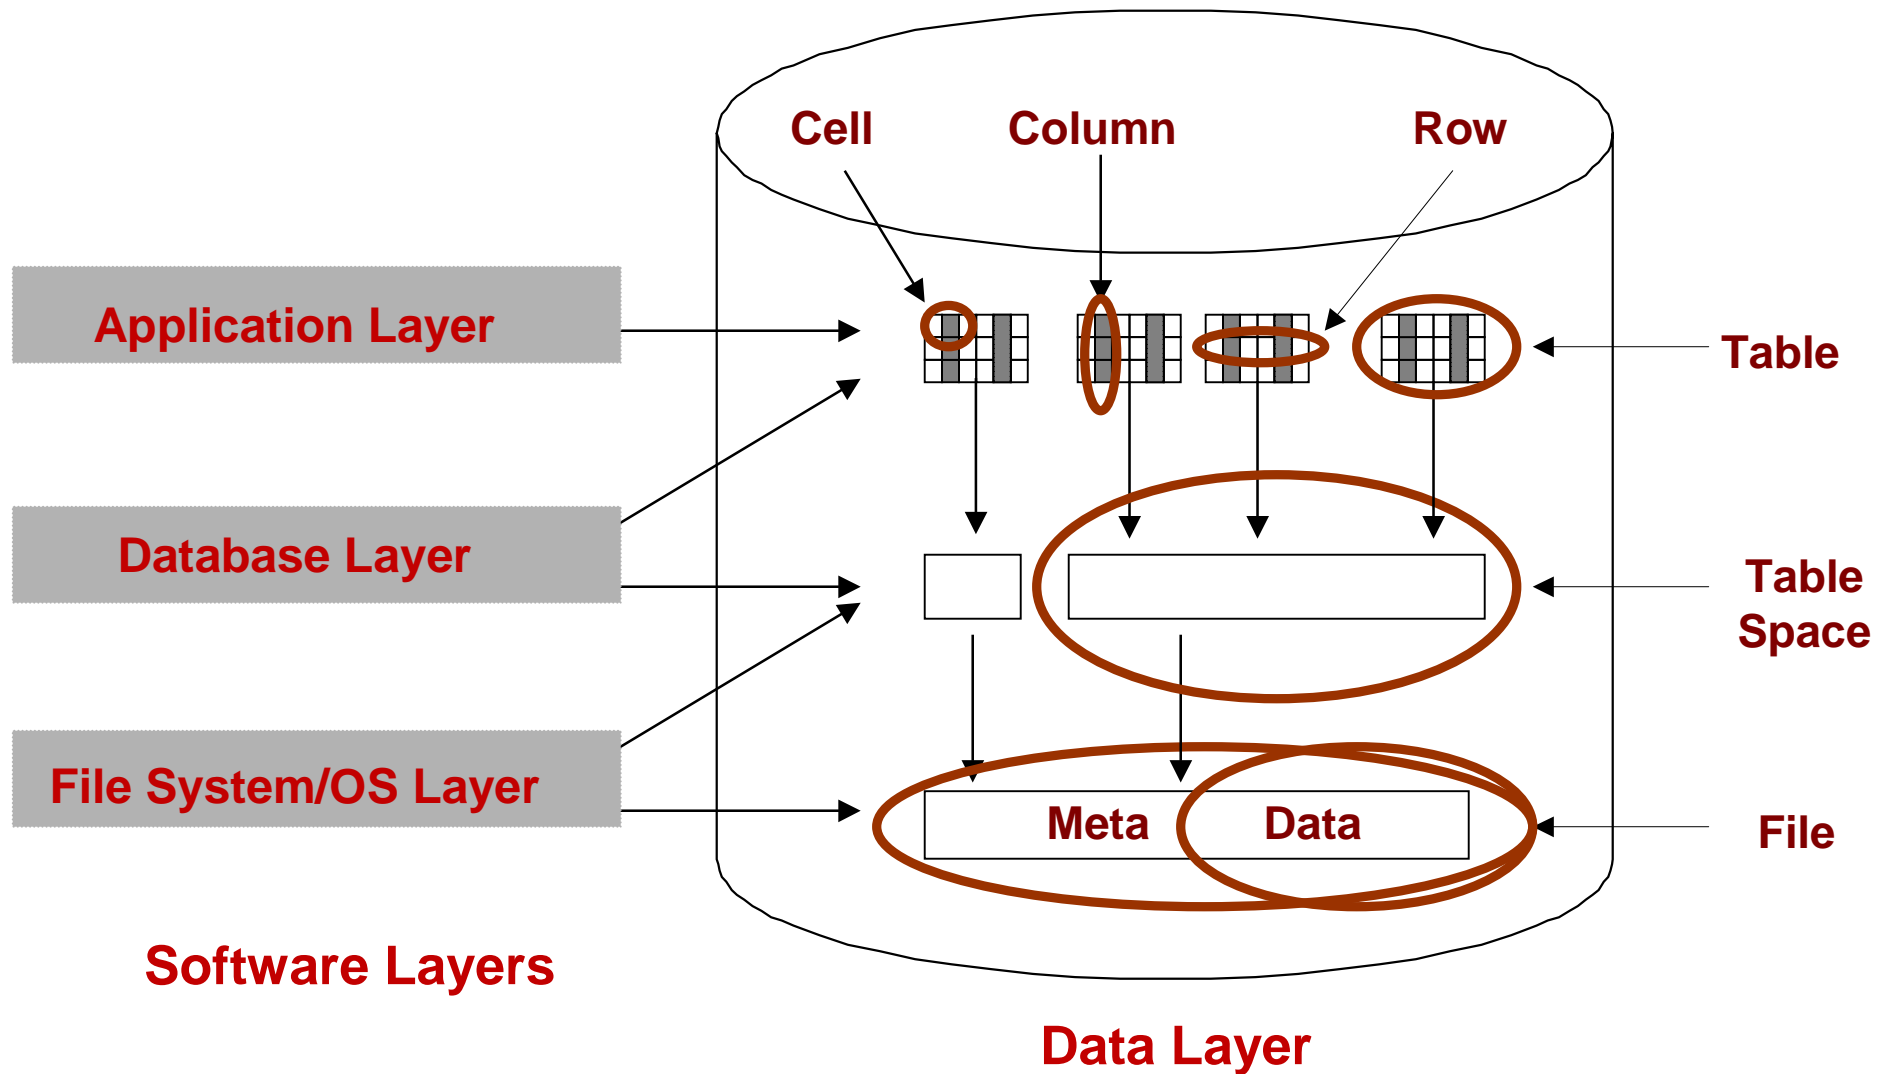 Cell
Column
Row
Application Layer
Table
Database Layer
Table
Space
File System/OS Layer
Meta
Data
File
Software Layers
Data Layer